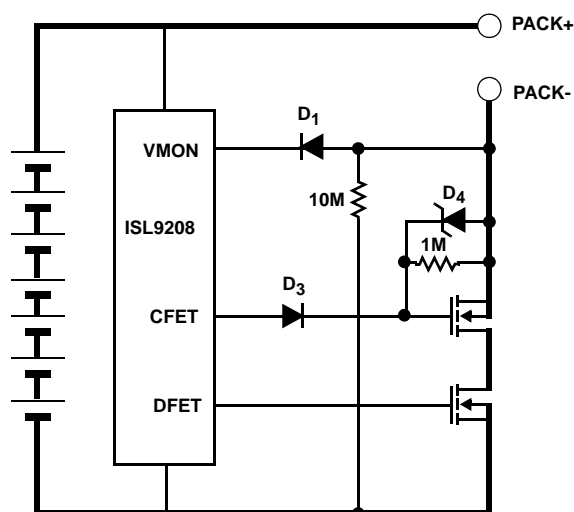 PACK+
PACK-
D1
VMON
D4
10M
1M
ISL9208
D3
CFET
DFET